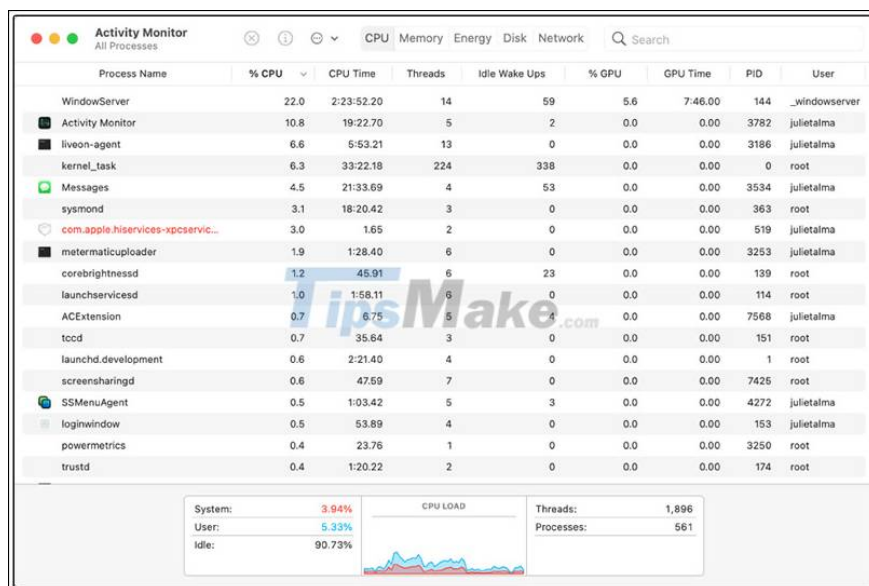 Activity Monitor
All Processes
CPU Memory Energy Disk Network Search
Process Name % CPU CPU Time Threads Idle Wake Ups % GPU GPU Time PID User
WindowServer 22.0 2:23:52.20 14 59 5.6 7:46.00 144 _windowserver
Activity Monitor 10.8 19:22.70 5 2 0.0 0.00 3782 julietalma
liveon-agent 6.6 5:53.21 13 0 0.0 0.00 3186 julietalma
kernel_task 6.3 33:22.18 224 338 0.0 0.00 0 root
Messages 4.5 21:33.69 4 53 0.0 0.00 3534 julietalma
sysmond 3.1 18:20.42 3 0 0.0 0.00 363 root
com.apple.hiservices-xpcservic... 3.0 1.65 2 0 0.0 0.00 519 julietalma
metermaticuploader 1.9 1:28.40 6 0 0.0 0.00 3253 julietalma
corebrightnessd 1.2 45.91 6 23 0.0 0.00 139 root
launchservicesd 1.0 1:58.11 6 0 0.0 0.00 114 root
ACExtension 0.7 6.75 5 4 0.0 0.00 7568 julietalma
tccd 0.7 35.64 3 0 0.0 0.00 151 root
launchd.development 0.6 2:21.40 4 0 0.0 0.00 1 root
screensharingd 0.6 47.59 7 0 0.0 0.00 7425 root
SSMenuAgent 0.5 1:03.42 5 3 0.0 0.00 4272 julietalma
loginwindow 0.5 53.89 4 0 0.0 0.00 153 julietalma
powermetrics 0.4 23.76 1 0 0.0 0.00 3250 root
trustd 0.4 1:20.22 2 0 0.0 0.00 174 root
TipsMake.com
System: 3.94% CPU LOAD Threads: 1,896
User: 5.33% Processes: 561
Idle: 90.73%